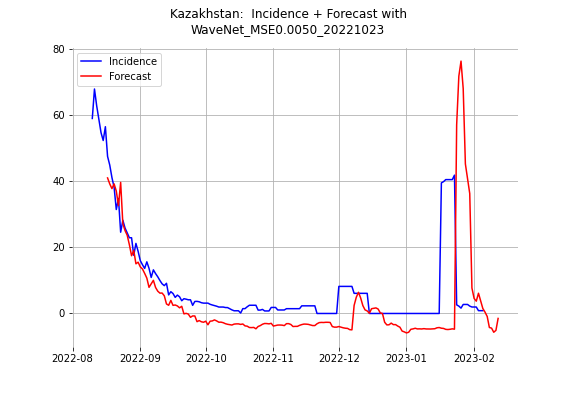 Kazakhstan:  Incidence + Forecast with
WaveNet_MSE0.0050_20221023
Incidence
Forecast
80
60
40
20
0
2022-08 2022-09 2022-10 2022-11 2022-12 2023-01 2023-02